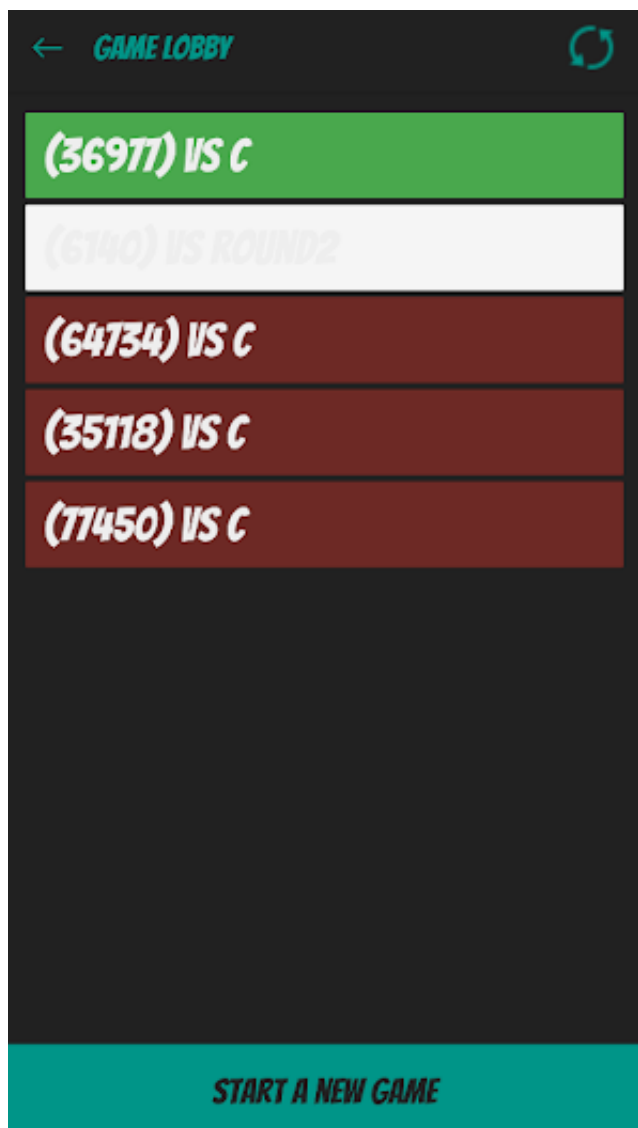 GAME LOBBY
(36977) VS C
(6140) VS ROUND2
(64734) VS C
(35118) VS C
(77450) VS C
START A NEW GAME